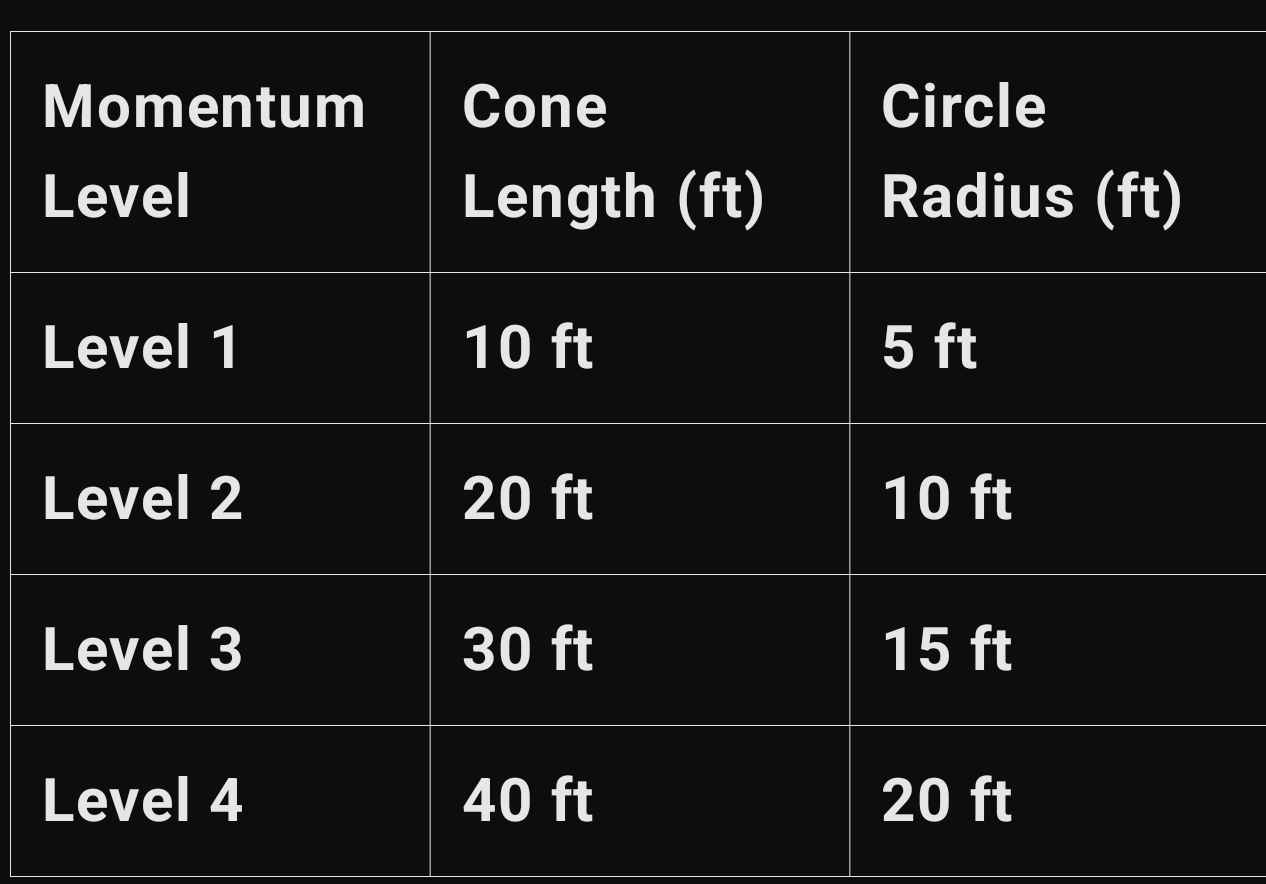 Momentum Level | Cone Length (ft) | Circle Radius (ft)
Level 1 | 10 ft | 5 ft
Level 2 | 20 ft | 10 ft
Level 3 | 30 ft | 15 ft
Level 4 | 40 ft | 20 ft